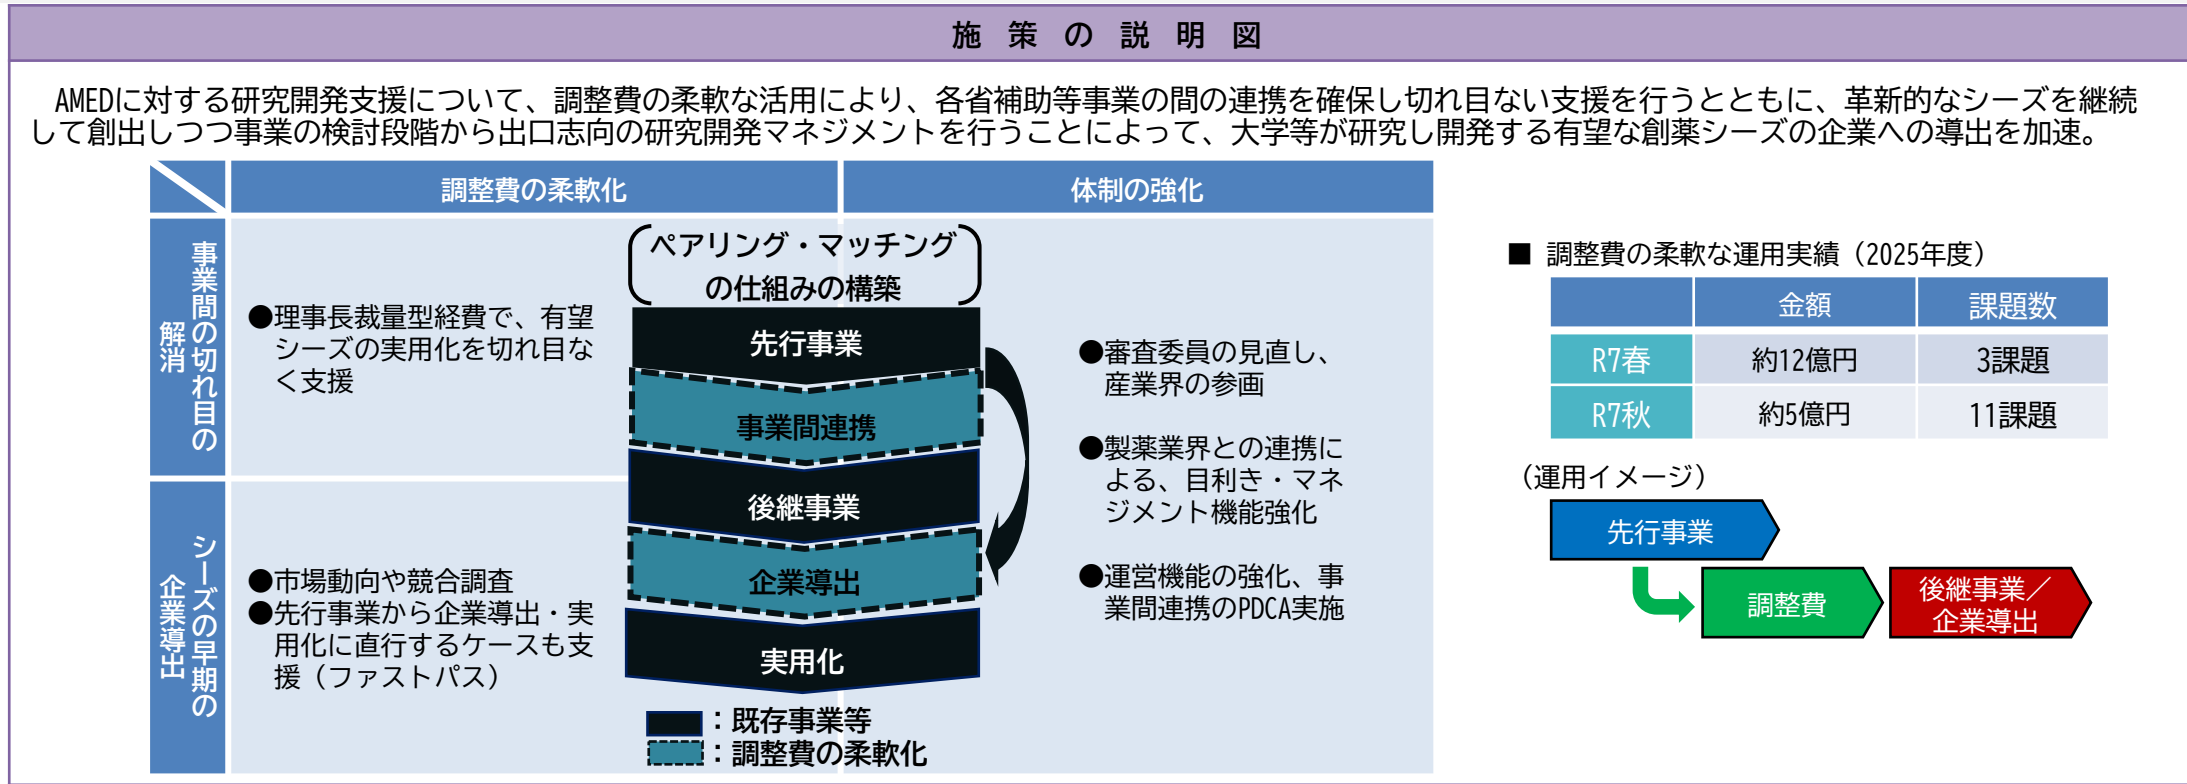 施策の説明図
AMEDに対する研究開発支援について、調整費の柔軟な活用により、各省補助等事業の間の連携を確保し切れ目ない支援を行うとともに、革新的なシーズを継続
して創出しつつ事業の検討段階から出口志向の研究開発マネジメントを行うことによって、大学等が研究し開発する有望な創薬シーズの企業への導出を加速。
調整費の柔軟化
体制の強化
事業間の切れ目の
解消
●理事長裁量型経費で、有望
シーズの実用化を切れ目な
く支援
シーズの早期の
企業導出
●市場動向や競合調査
●先行事業から企業導出・実
用化に直行するケースも支
援（ファストパス）
ペアリング・マッチング
の仕組みの構築
先行事業
事業間連携
後継事業
企業導出
実用化
：既存事業等
：調整費の柔軟化
●審査委員の見直し、
産業界の参画
●製薬業界との連携に
よる、目利き・マネ
ジメント機能強化
●運営機能の強化、事
業間連携のPDCA実施
■ 調整費の柔軟な運用実績（2025年度）
金額 課題数
R7春 約12億円 3課題
R7秋 約5億円 11課題
（運用イメージ）
先行事業
調整費
後継事業／
企業導出